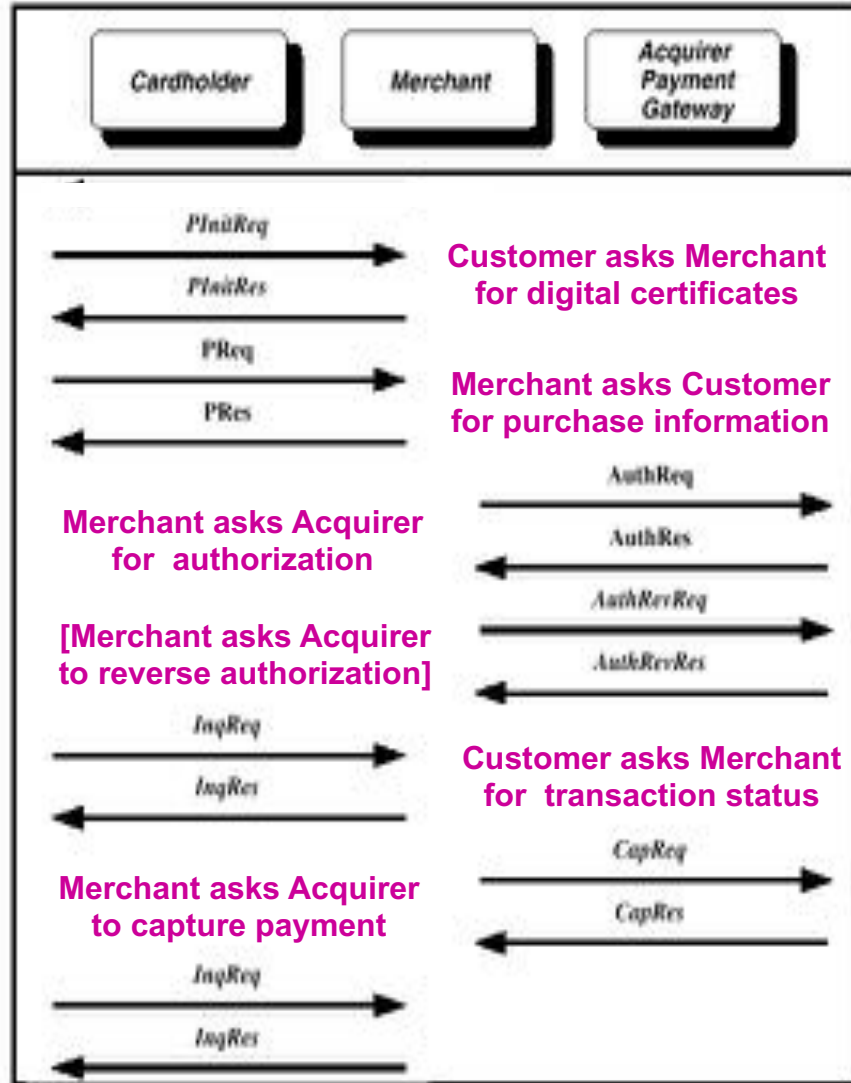 Cardholder
Merchant
Acquirer
Payment
Gateway
PInitReq
Customer asks Merchant
for digital certificates
PInitRes
PReq
Merchant asks Customer
for purchase information
PRes
AuthReq
Merchant asks Acquirer
for authorization
AuthRes
AuthRevReq
[Merchant asks Acquirer
to reverse authorization]
AuthRevRes
InqReq
Customer asks Merchant
for transaction status
InqRes
CapReq
Merchant asks Acquirer
to capture payment
CapRes
InqReq
InqRes